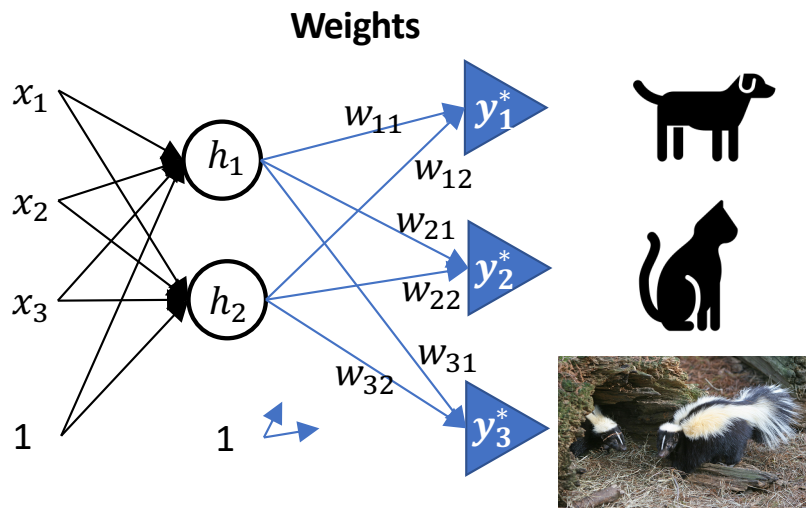 Weights
x₁
x₂
x₃
1
h₁
h₂
1
w₁₁
w₁₂
w₂₁
w₂₂
w₃₁
w₃₂
y₁*
y₂*
y₃*